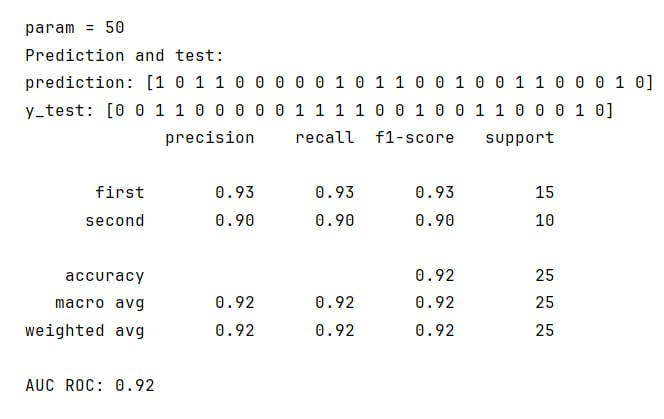 param = 50
Prediction and test:
prediction: [1 0 1 1 0 0 0 0 0 1 0 1 1 0 0 1 0 0 1 1 0 0 0 1 0]
y_test: [0 0 1 1 0 0 0 0 0 1 1 1 1 0 0 1 0 0 1 1 0 0 0 1 0]
precision recall f1-score support
first 0.93 0.93 0.93 15
second 0.90 0.90 0.90 10
accuracy 0.92 25
macro avg 0.92 0.92 0.92 25
weighted avg 0.92 0.92 0.92 25
AUC ROC: 0.92